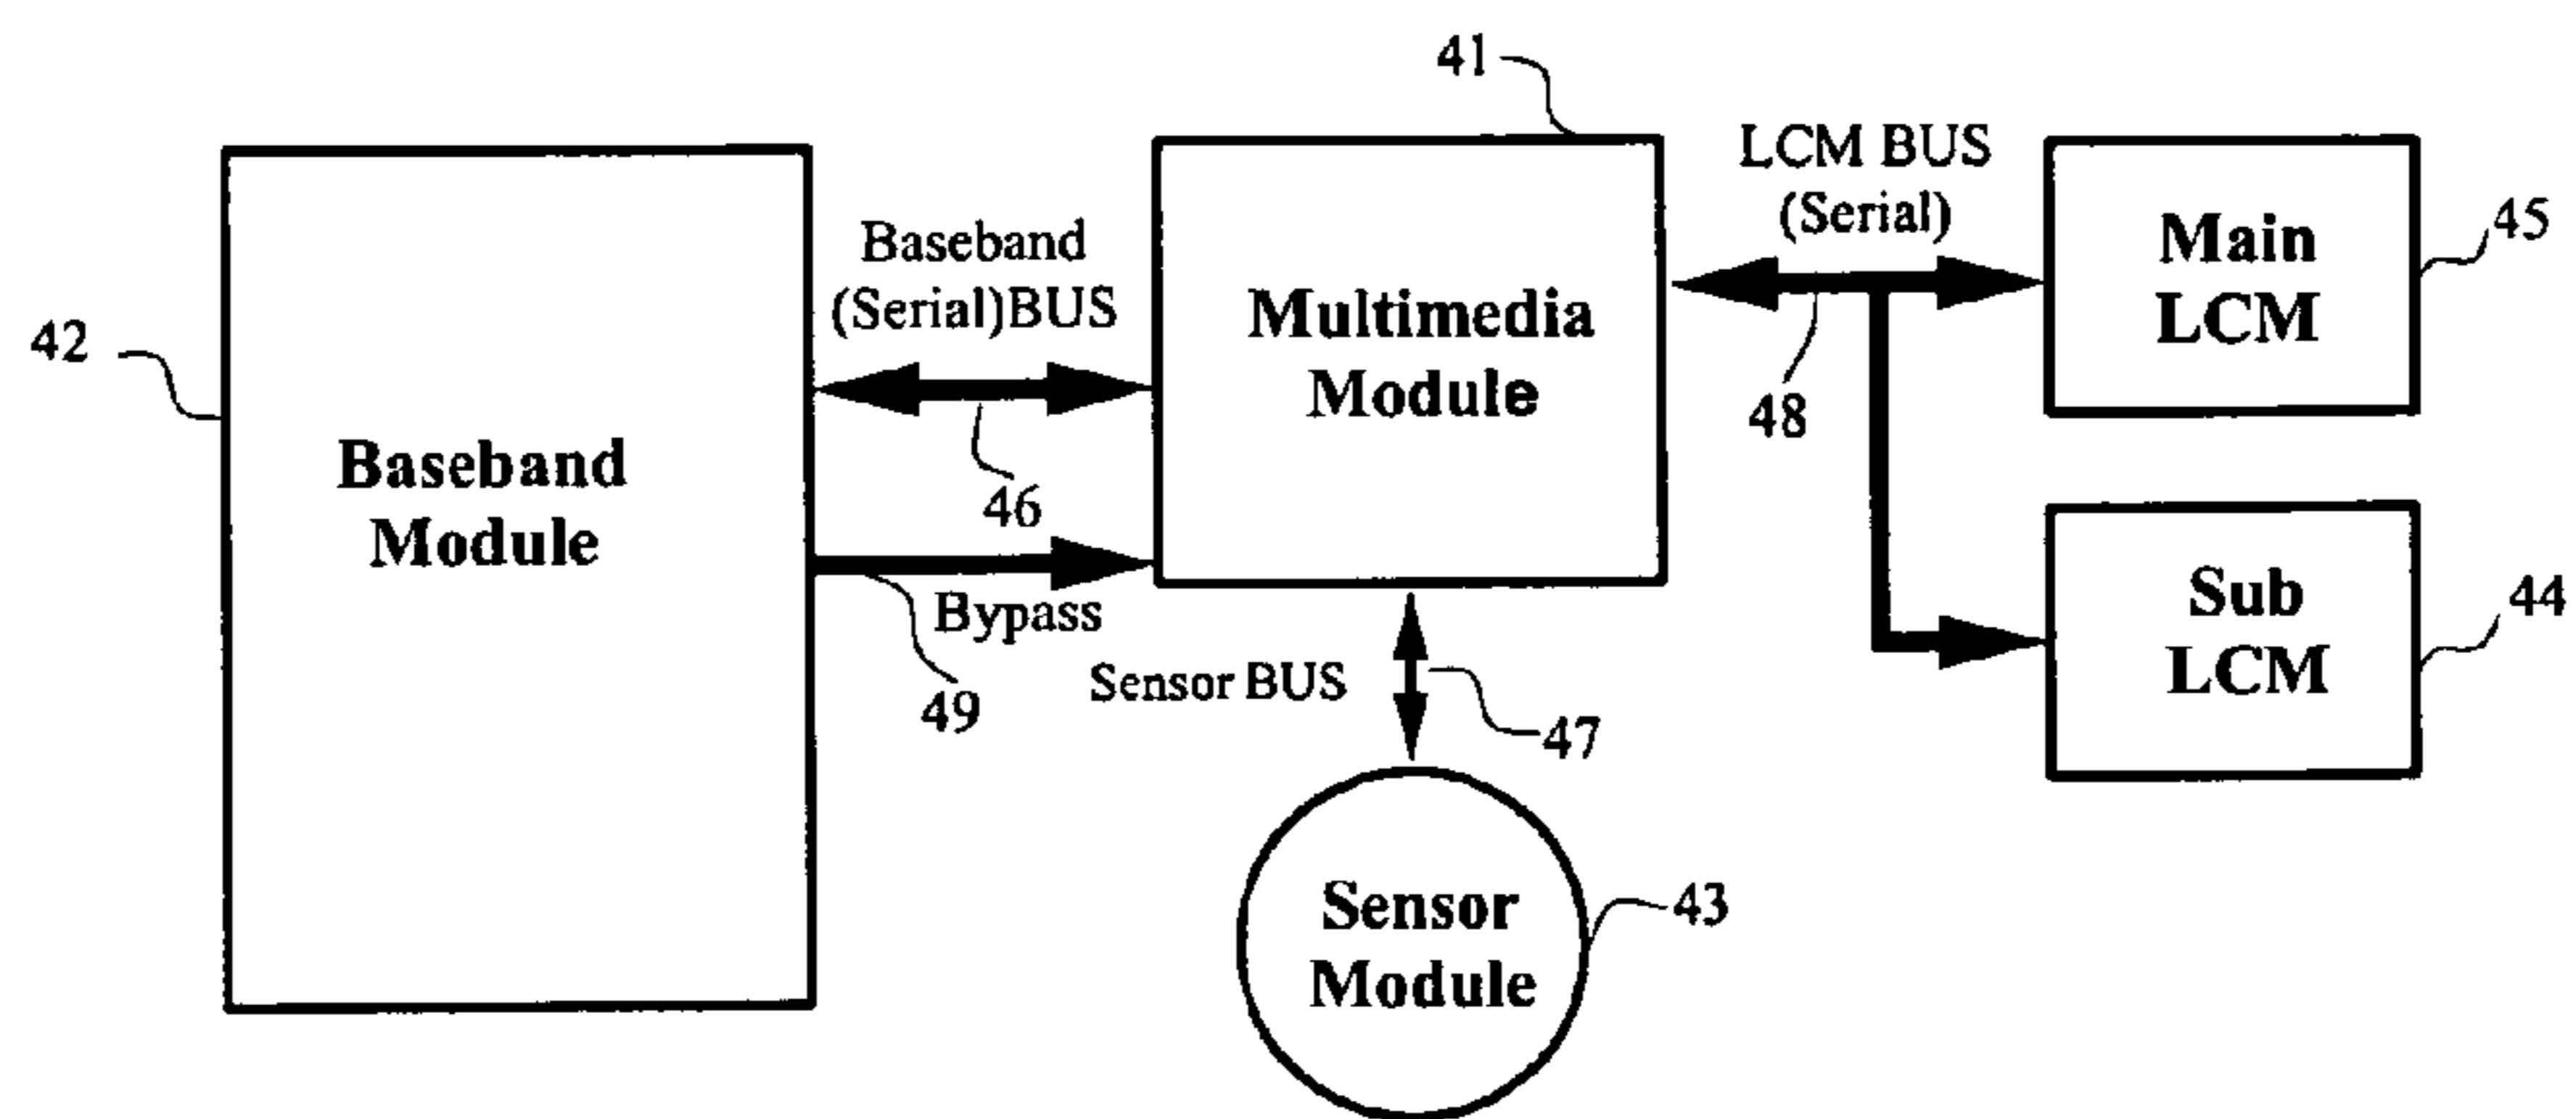 41
LCM BUS
(Serial)
Main
LCM
45
Baseband
(Serial)BUS
Multimedia
Module
42
48
Baseband
Module
46
Bypass
49
Sensor BUS
47
Sub
LCM
44
Sensor
Module
43